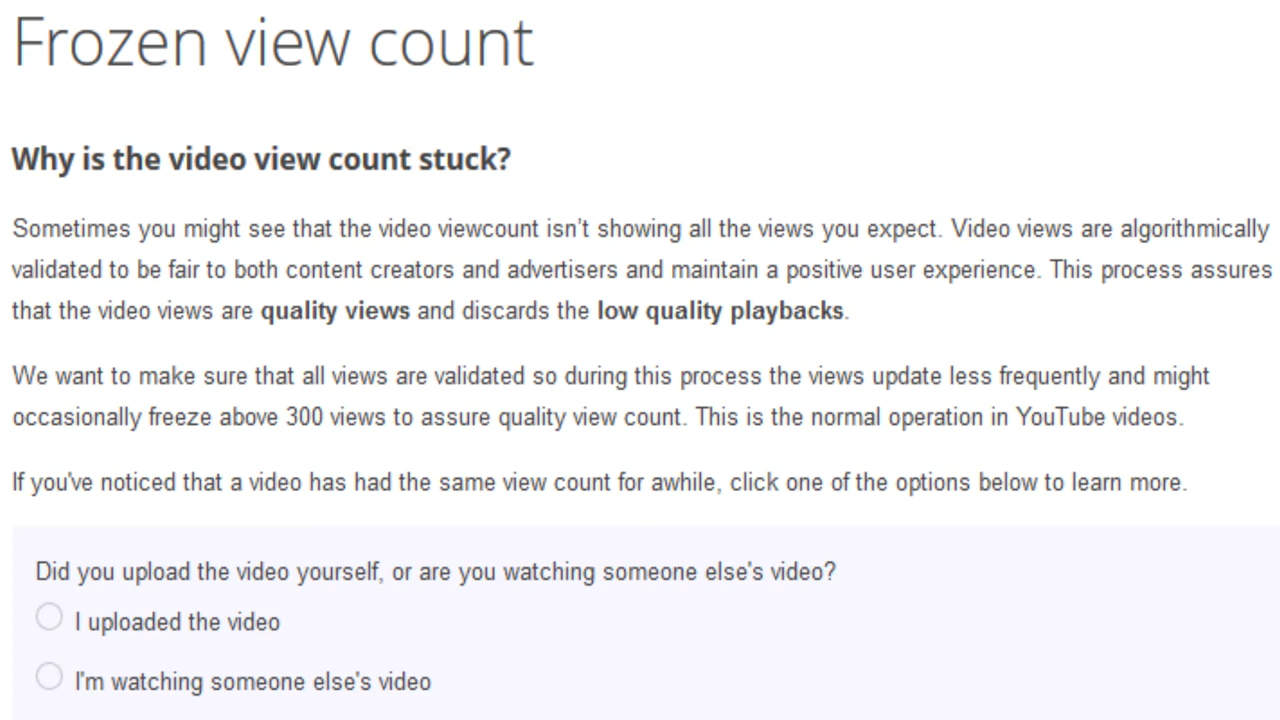 Frozen view count
Why is the video view count stuck?
Sometimes you might see that the video viewcount isn’t showing all the views you expect. Video views are algorithmically
validated to be fair to both content creators and advertisers and maintain a positive user experience. This process assures
that the video views are quality views and discards the low quality playbacks.
We want to make sure that all views are validated so during this process the views update less frequently and might
occasionally freeze above 300 views to assure quality view count. This is the normal operation in YouTube videos.
If you've noticed that a video has had the same view count for awhile, click one of the options below to learn more.
Did you upload the video yourself, or are you watching someone else's video?
I uploaded the video
I'm watching someone else's video